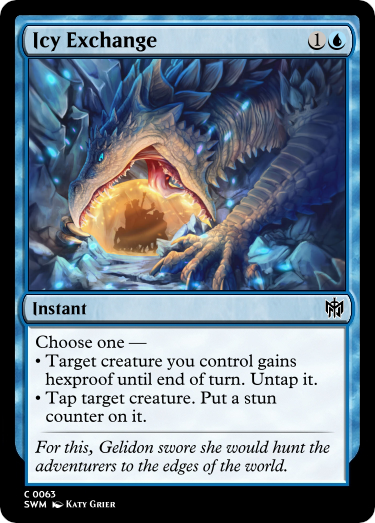 Icy Exchange 1
Instant
Choose one —
• Target creature you control gains
hexproof until end of turn. Untap it.
• Tap target creature. Put a stun
counter on it.
For this, Gelidon swore she would hunt the
adventurers to the edges of the world.
C 0063
SWM Katy Grier